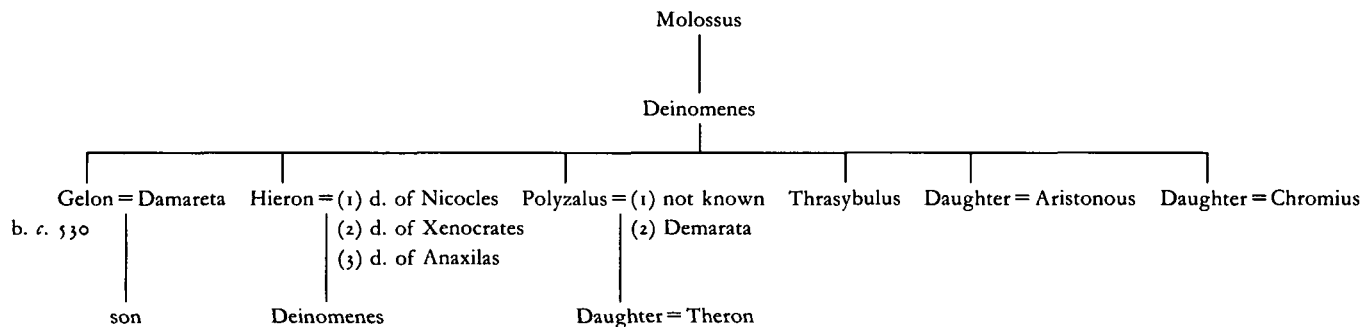 Molossus
Deinomenes
Gelon = Damareta Hieron = (1) d. of Nicocles Polyzalus = (1) not known Thrasybulus Daughter = Aristonous Daughter = Chromius
b. c. 530 (2) d. of Xenocrates (2) Demarata
(3) d. of Anaxilas
son Deinomenes Daughter = Theron